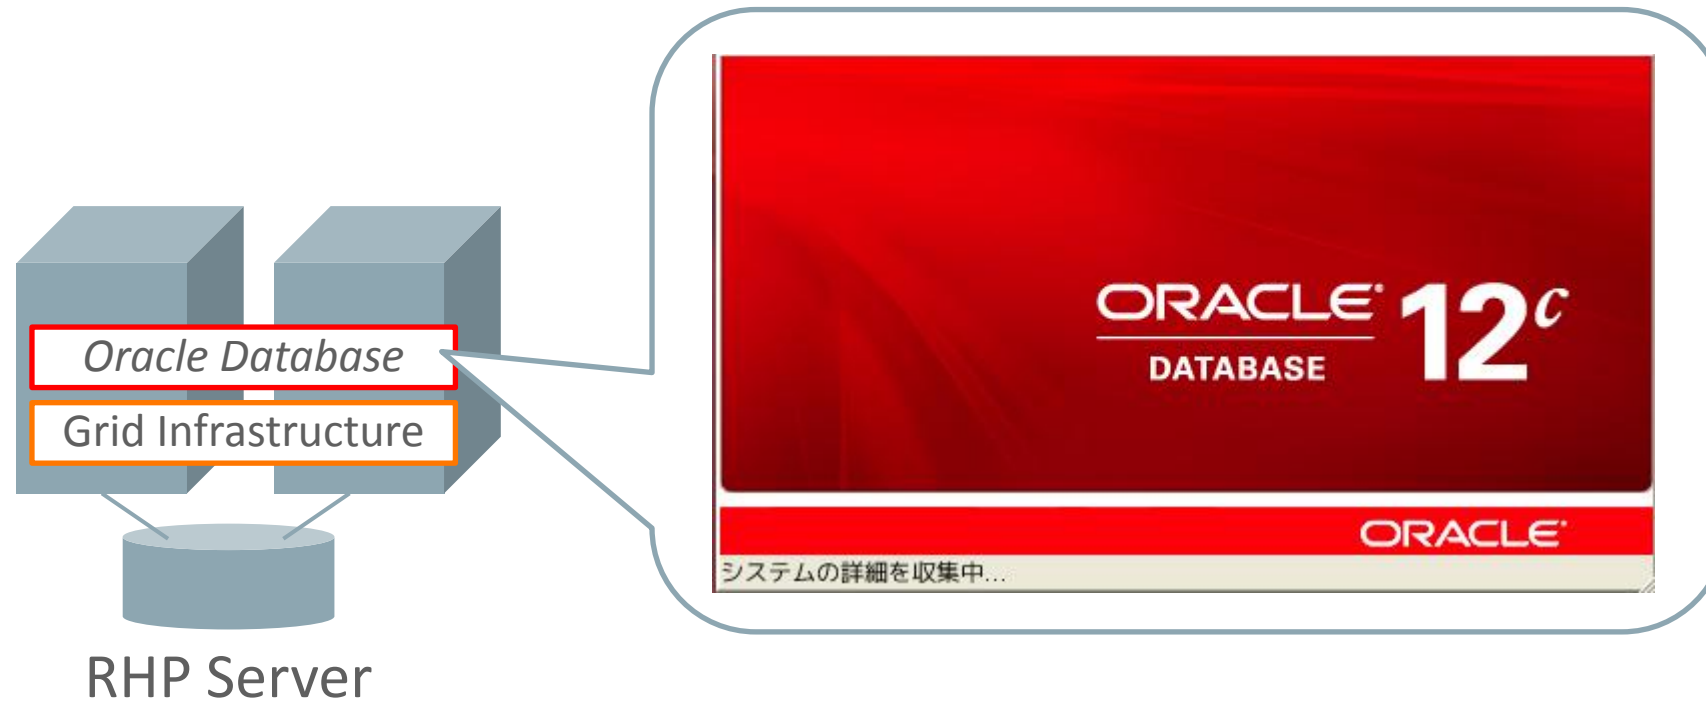 Oracle Database
Grid Infrastructure
RHP Server
ORACLE
DATABASE
12c
ORACLE
システムの詳細を収集中...